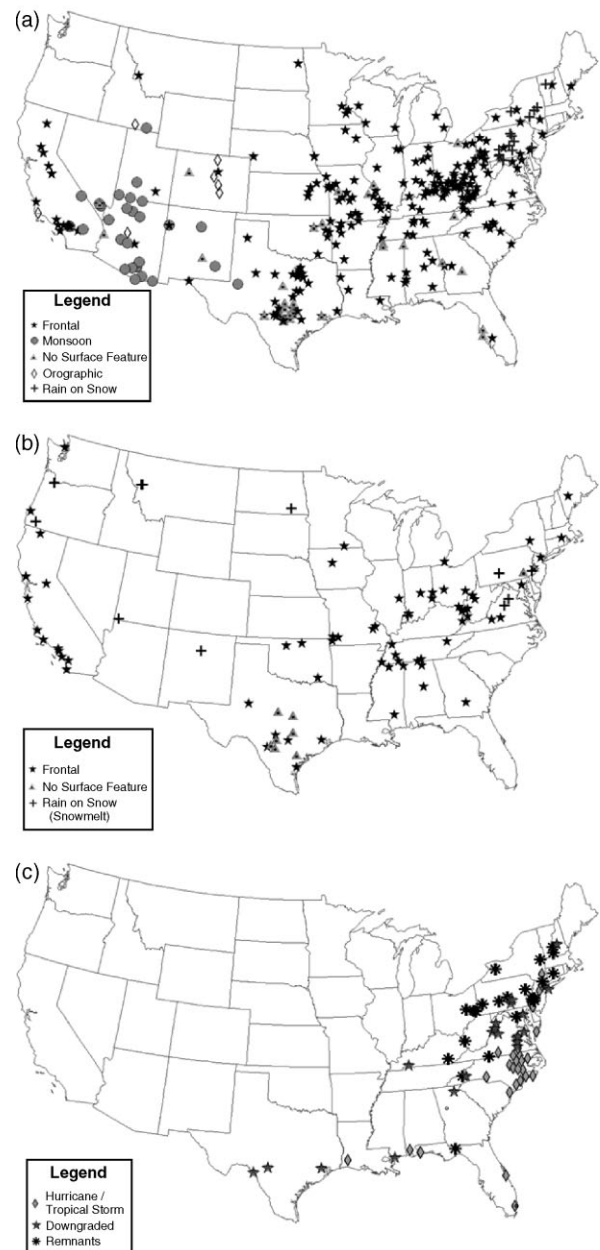 (a)
Legend
Frontal
Monsoon
No Surface Feature
Orographic
Rain on Snow
(b)
Legend
Frontal
No Surface Feature
Rain on Snow
(Snowmelt)
(c)
Legend
Hurricane /
Tropical Storm
Downgraded
Remnants